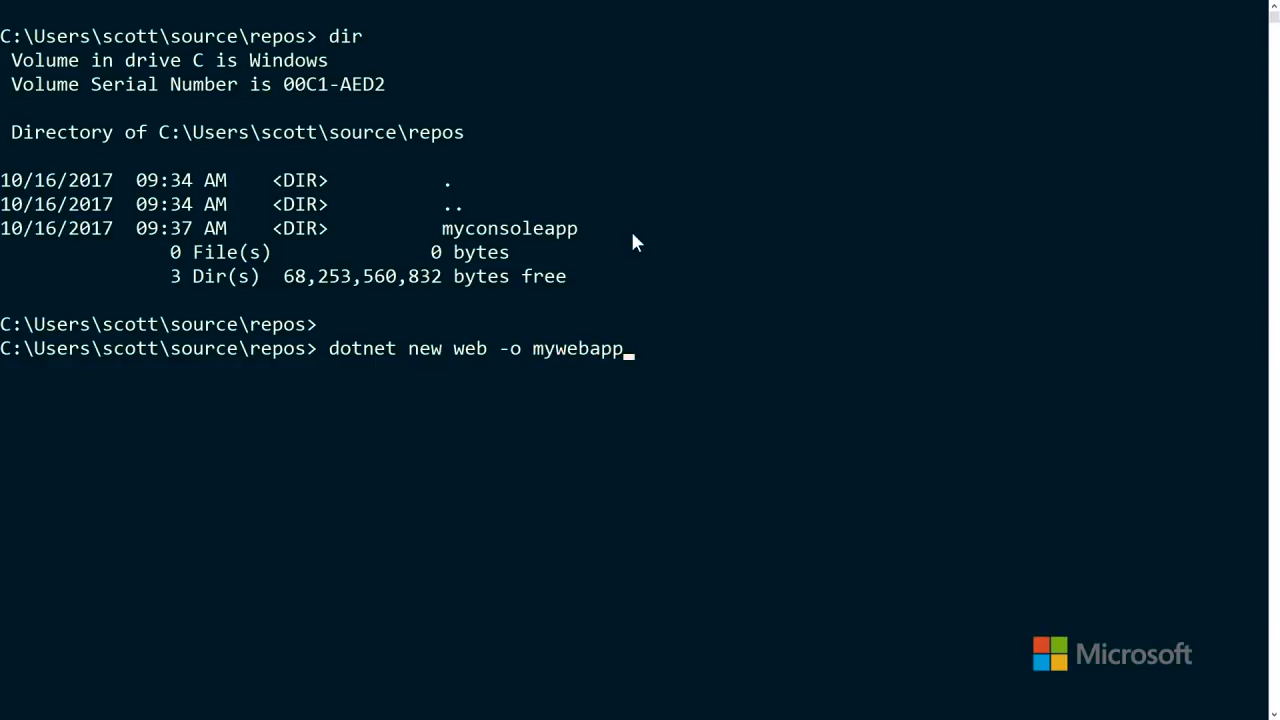 C:\Users\scott\source\repos> dir
Volume in drive C is Windows
Volume Serial Number is 00C1-AED2
Directory of C:\Users\scott\source\repos
10/16/2017  09:34 AM    <DIR>          .
10/16/2017  09:34 AM    <DIR>          ..
10/16/2017  09:37 AM    <DIR>          myconsoleapp
0 File(s)              0 bytes
3 Dir(s)  68,253,560,832 bytes free
C:\Users\scott\source\repos>
C:\Users\scott\source\repos> dotnet new web -o mywebapp_
Microsoft